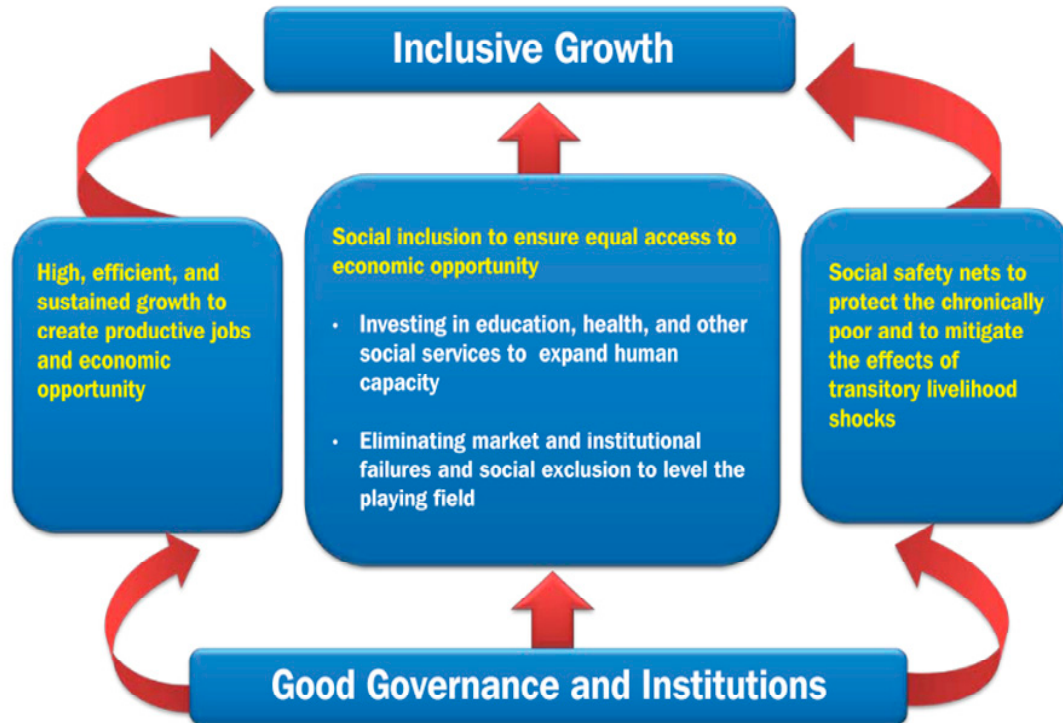 Inclusive Growth
High, efficient, and
sustained growth to
create productive jobs
and economic
opportunity
Social inclusion to ensure equal access to
economic opportunity
• Investing in education, health, and other
social services to expand human
capacity
• Eliminating market and institutional
failures and social exclusion to level the
playing field
Social safety nets to
protect the chronically
poor and to mitigate
the effects of
transitory livelihood
shocks
Good Governance and Institutions